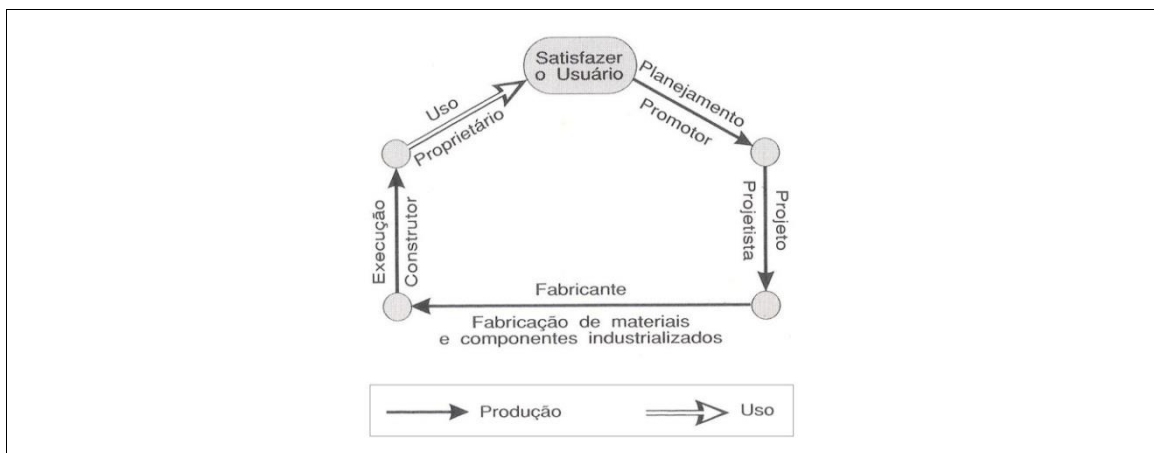 Satisfazer
o Usuário
Planejamento
Promotor
Projeto
Projetista
Fabricante
Fabricação de materiais
e componentes industrializados
Execução
Construtor
Uso
Proprietário
Produção
Uso